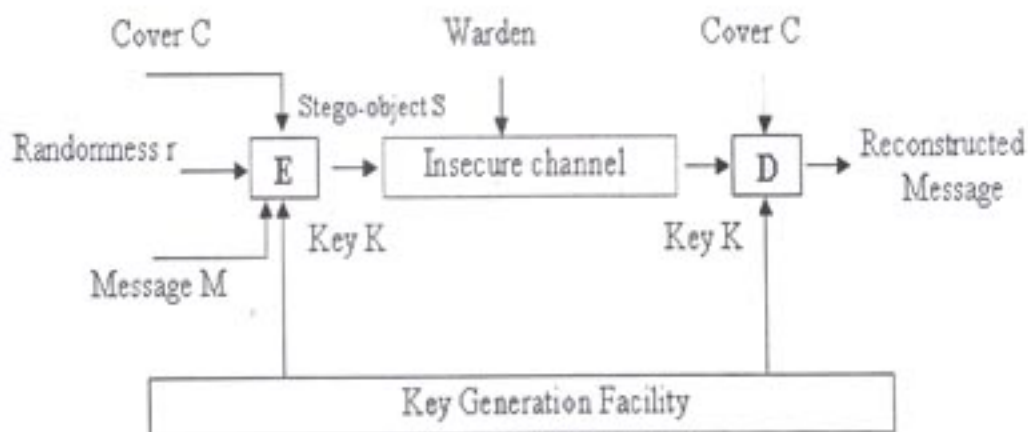 Cover C
Warden
Cover C
Stego-object S
Randomness r
E
Insecure channel
D
Reconstructed
Message
Key K
Key K
Message M
Key Generation Facility